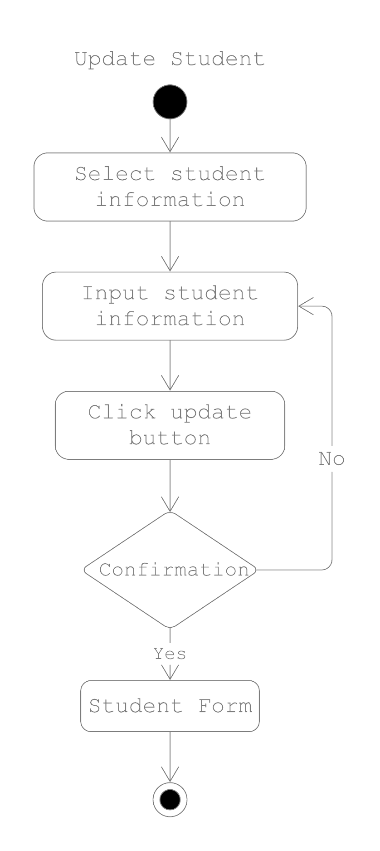 Update Student
Select student
information
Input student
information
Click update
button
No
Confirmation
Yes
Student Form